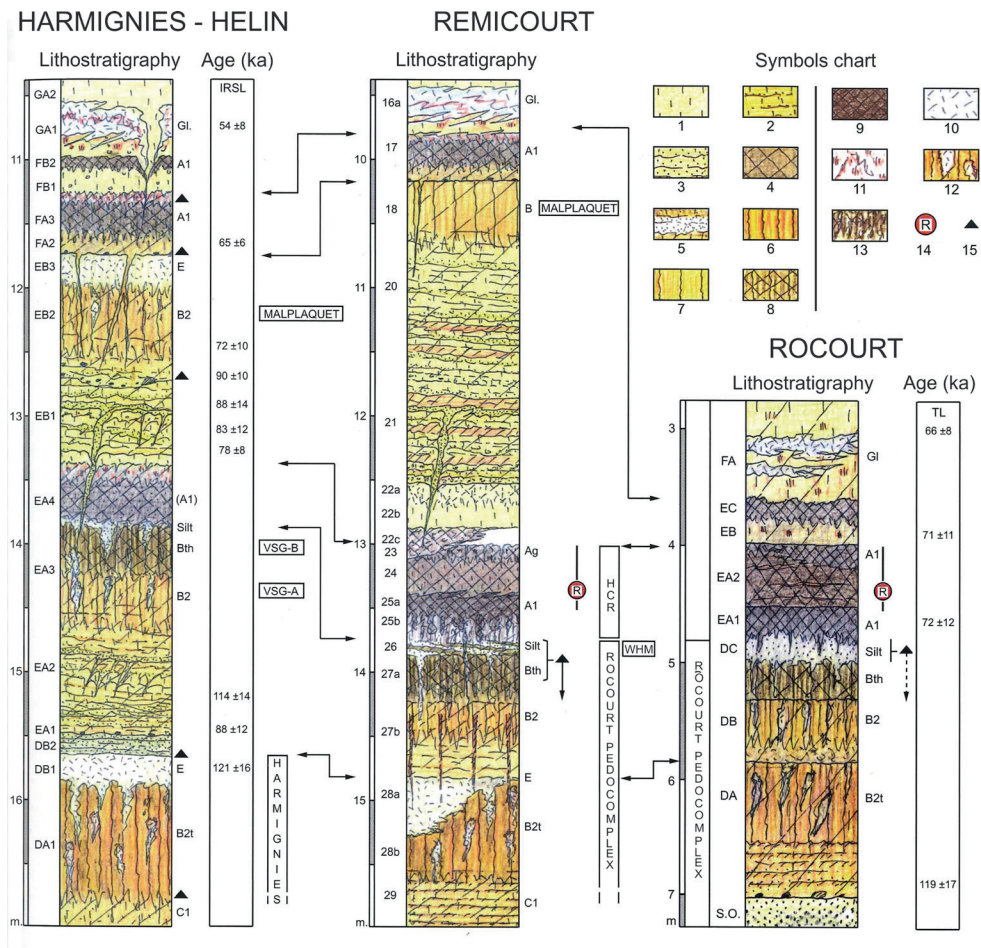 HARMIGNIES - HELIN
REMICOURT
Lithostratigraphy
Age (ka)
Lithostratigraphy
Symbols chart
IRSL
GA2
GA1
Gl.
54 ±8
11
FB2
A1
FB1
FA3
A1
FA2
65 ±6
EB3
E
12
EB2
B2
MALPLAQUET
72 ±10
90 ±10
88 ±14
13
EB1
83 ±12
78 ±8
EA4
(A1)
Silt
14
Bth
VSG-B
EA3
B2
VSG-A
15
EA2
114 ±14
EA1
88 ±12
DB2
DB1
E
121 ±16
16
DA1
B2t
HARMIGNIES
C1
m.
16a
Gl.
17
A1
10
18
B
MALPLAQUET
11
20
12
21
22a
22b
22c
13
23
Ag
24
25a
A1
25b
26
Silt
WHM
14
27a
Bth
B2
27b
E
28a
15
B2t
28b
29
C1
m.
R
HCR
ROCOURT PEDOCOMPLEX
1
2
9
10
3
4
11
12
5
6
13
R
14
15
7
8
ROCOURT
Lithostratigraphy
Age (ka)
TL
3
66 ±8
FA
Gl
EC
EB
71 ±11
4
A1
EA2
R
EA1
A1
72 ±12
DC
Silt
5
Bth
DB
B2
6
DA
B2t
ROCOURT PEDOCOMPLEX
119 ±17
7
S.O.
m